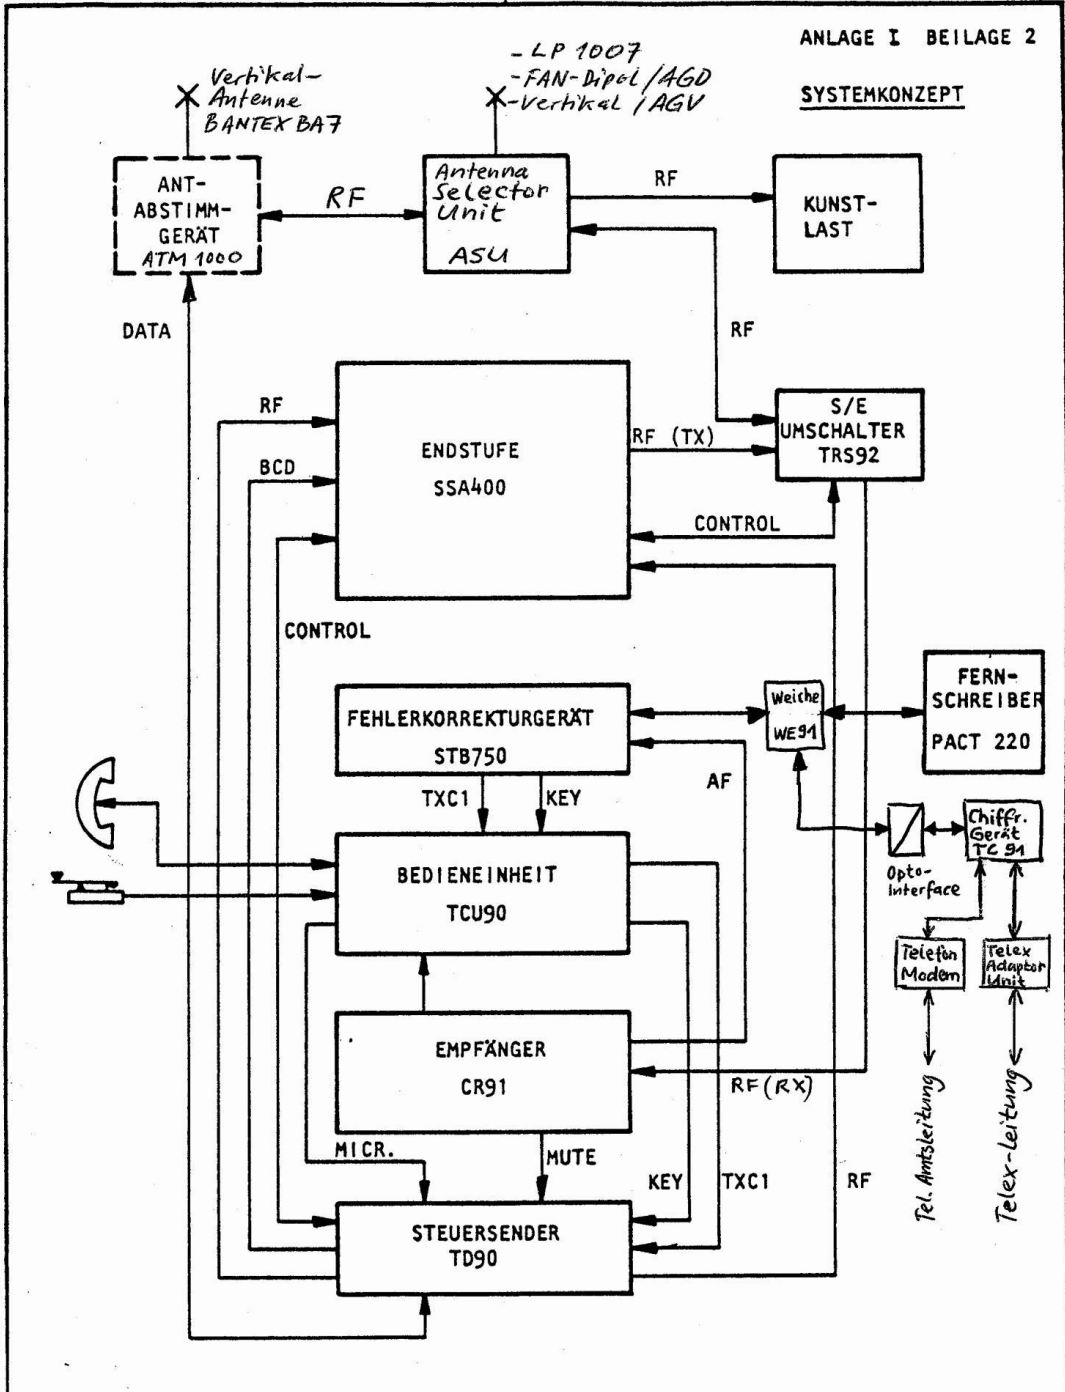 ANLAGE I BEILAGE 2
SYSTEMKONZEPT
Vertikal-
Antenne
BANTEX BA7
- LP 1007
- FAN-Dipol /AGD
- Vertikal /AGV
ANT-
ABSTIMM-
GERÄT
ATM 1000
RF
Antenna
Selector
Unit
ASU
RF
KUNST-
LAST
DATA
RF
RF
BCD
ENDSTUFE
SSA400
RF (TX)
S/E
UMSCHALTER
TRS92
CONTROL
CONTROL
FEHLERKORREKTURGERÄT
STB750
Weiche
WE91
FERN-
SCHREIBER
PACT 220
TXC1
KEY
AF
BEDIENEINHEIT
TCU90
Opto-
Interface
Chiffr.
Gerät
TC 91
Telefon
Modem
Telex
Adaptor
Unit
EMPFÄNGER
CR91
RF (RX)
Tel. Amtsleitung
Telex-Leitung
MICR.
MUTE
KEY
TXC1
RF
STEUERSENDER
TD90